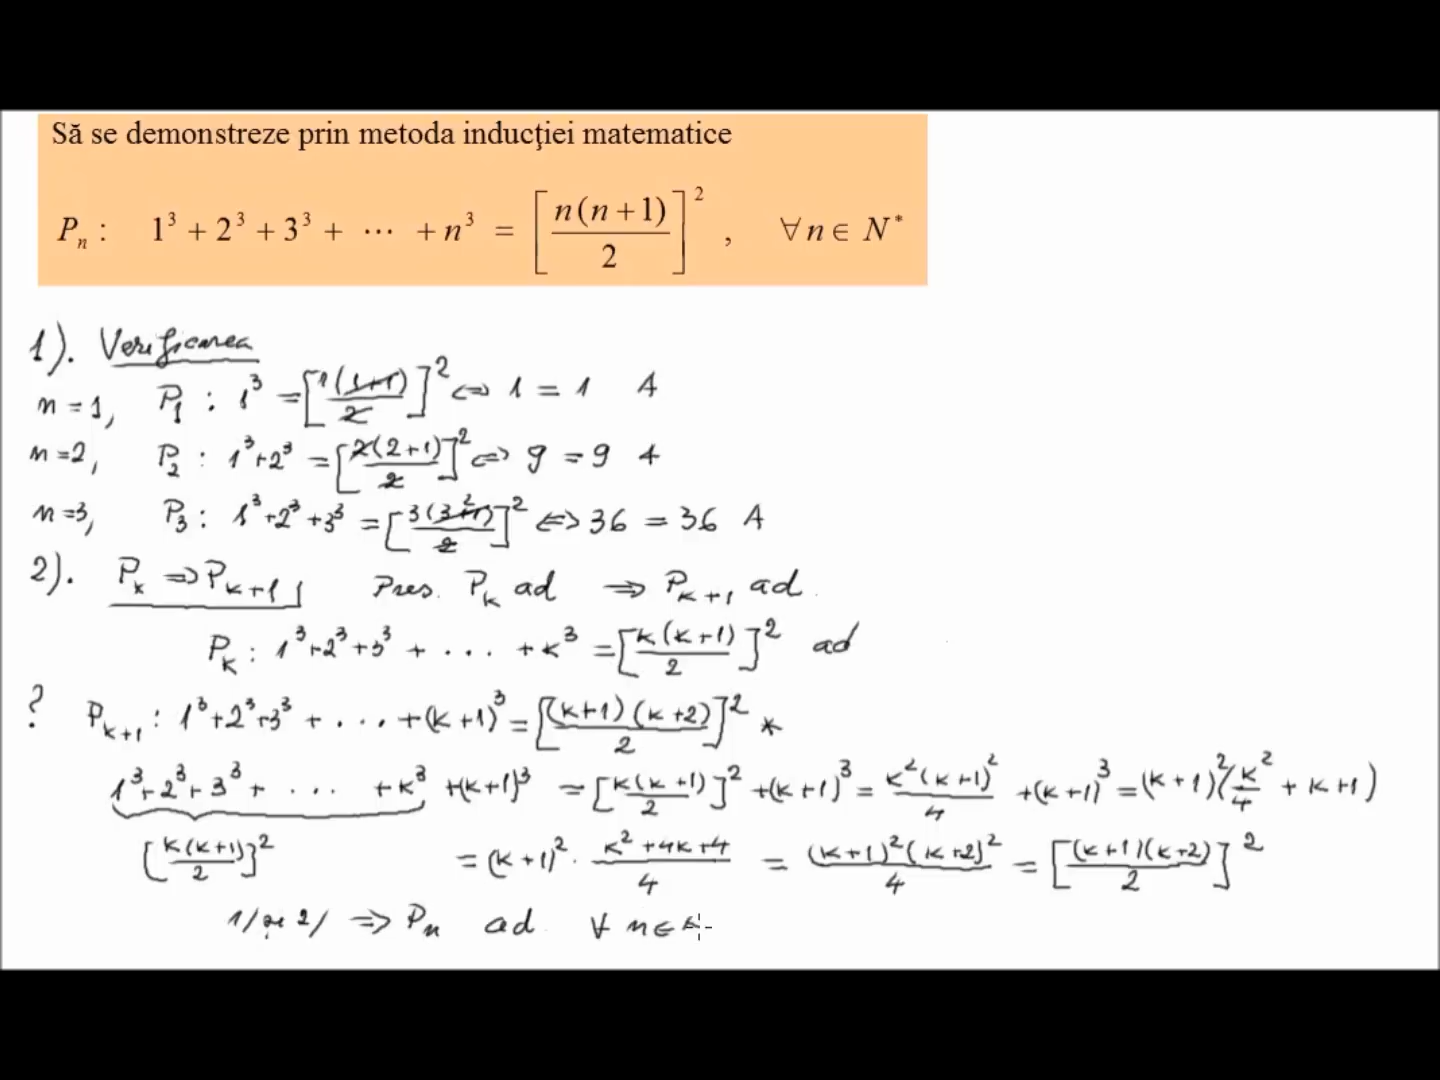 Să se demonstreze prin metoda inducţiei matematice
Pₙ : 1³ + 2³ + 3³ + ··· + n³ = [n(n+1)/2]² , ∀n∈N*
1). Verificarea
n=1, P₁ : 1³ = [1(1+1)/2]² ⇔ 1 = 1 A
n=2, P₂ : 1³+2³ = [2(2+1)/2]² ⇔ 9 = 9 A
n=3, P₃ : 1³+2³+3³ = [3(3+1)/2]² ⇔ 36 = 36 A
2). Pₖ ⇒ Pₖ₊₁ Pres. Pₖ ad ⇒ Pₖ₊₁ ad.
Pₖ : 1³+2³+3³ + ... + k³ = [k(k+1)/2]² ad
? Pₖ₊₁ : 1³+2³+3³ + ... + (k+1)³ = [(k+1)(k+2)/2]² *
1³+2³+3³ + ... + k³ + (k+1)³ = [k(k+1)/2]² + (k+1)³ = k²(k+1)²/4 + (k+1)³ = (k+1)²(k²/4 + k+1)
[k(k+1)/2]² = (k+1)² · k²+4k+4/4 = (k+1)²(k+2)²/4 = [(k+1)(k+2)/2]²
1/ și 2/ ⇒ Pₙ ad. ∀ n∈